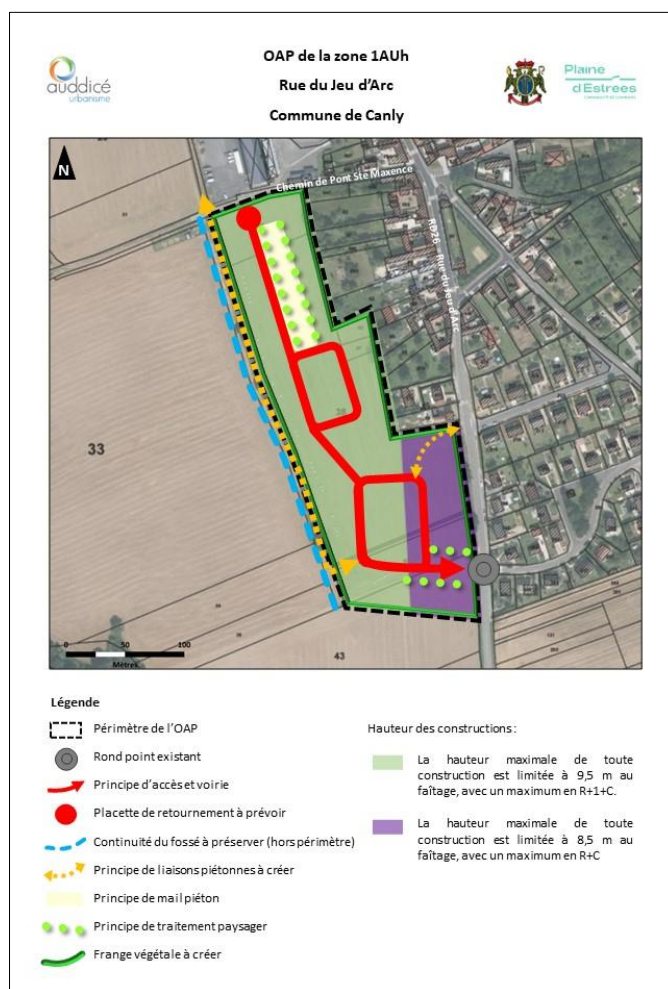 auddicé
urbanisme
OAP de la zone 1AUh
Rue du Jeu d'Arc
Commune de Canly
Plaine
d'Estrées
N
Chemin de Pont Ste Maxence
RD26 - Rue du Jeu d'Arc
33
38
43
0 50 100
Mètres
Légende
Périmètre de l'OAP
Rond point existant
Principe d'accès et voirie
Placette de retournement à prévoir
Continuité du fossé à préserver (hors périmètre)
Principe de liaisons piétonnes à créer
Principe de mail piéton
Principe de traitement paysager
Frange végétale à créer
Hauteur des constructions :
La hauteur maximale de toute
construction est limitée à 9,5 m au
faîtage, avec un maximum en R+1+C.
La hauteur maximale de toute
construction est limitée à 8,5 m au
faîtage, avec un maximum en R+C